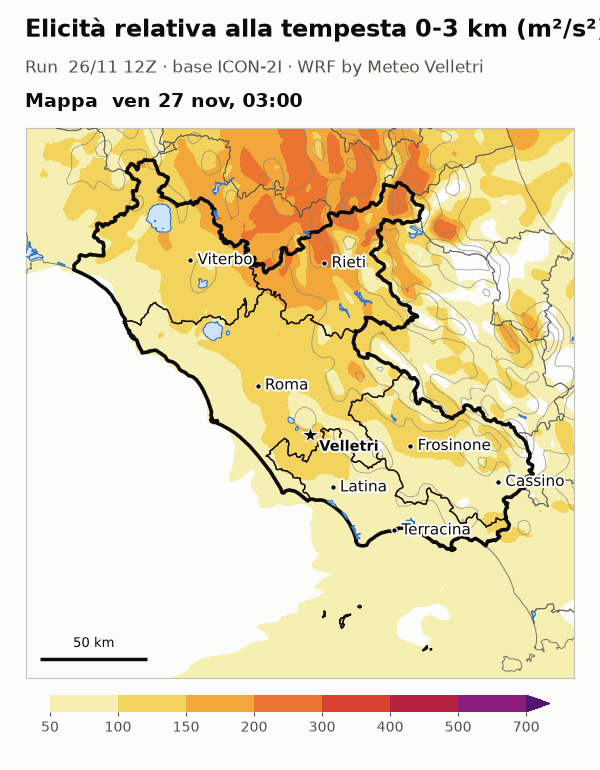 Elicità relativa alla tempesta 0-3 km (m²/s²)
Run 26/11 12Z · base ICON-2I · WRF by Meteo Velletri
Mappa ven 27 nov, 03:00
Viterbo
Rieti
Roma
Velletri
Frosinone
Cassino
Latina
Terracina
50 km
50 100 150 200 300 400 500 700